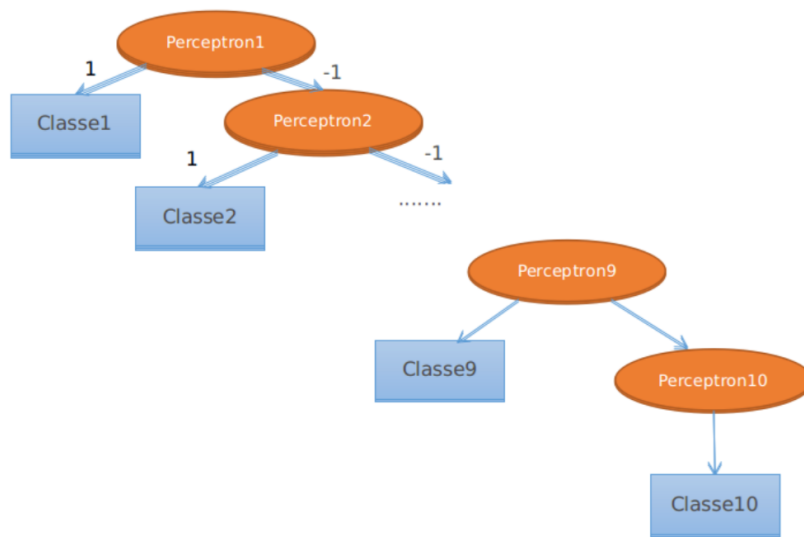 Perceptron1
1
-1
Classe1
Perceptron2
1
-1
Classe2
.......
Perceptron9
Classe9
Perceptron10
Classe10